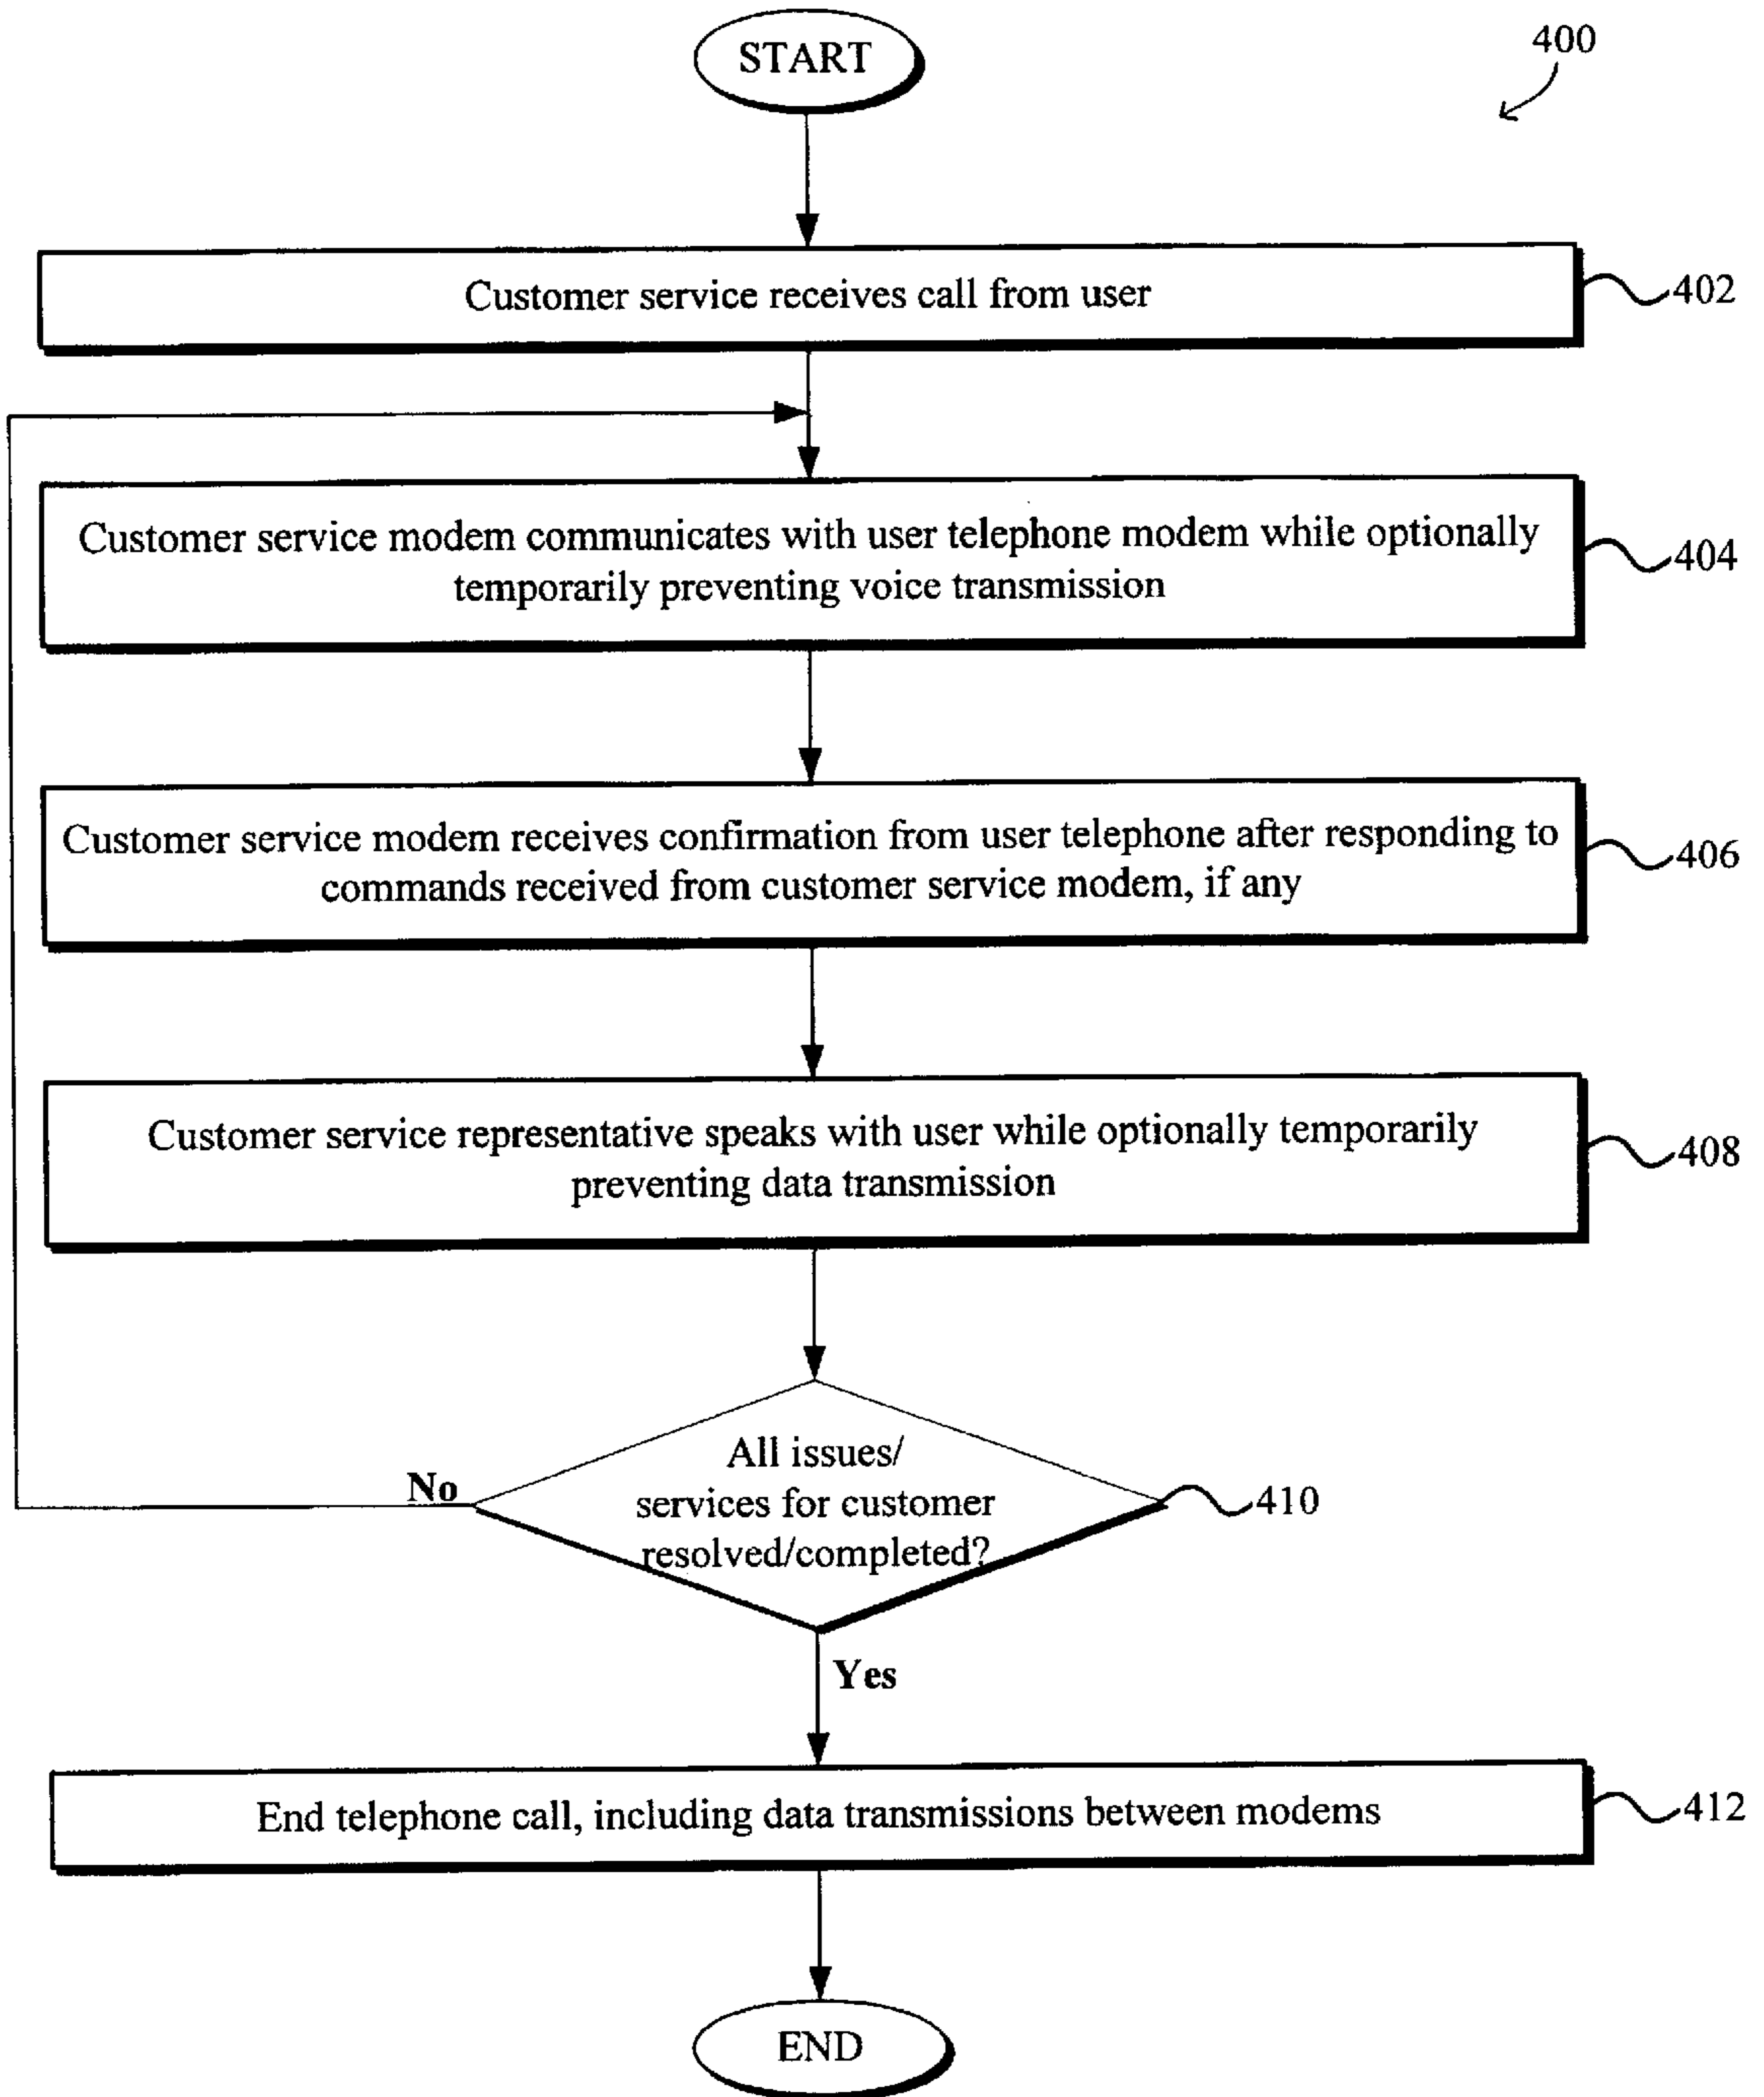 START
400
Customer service receives call from user
402
Customer service modem communicates with user telephone modem while optionally
temporarily preventing voice transmission
404
Customer service modem receives confirmation from user telephone after responding to
commands received from customer service modem, if any
406
Customer service representative speaks with user while optionally temporarily
preventing data transmission
408
All issues/
services for customer
resolved/completed?
No
410
Yes
End telephone call, including data transmissions between modems
412
END